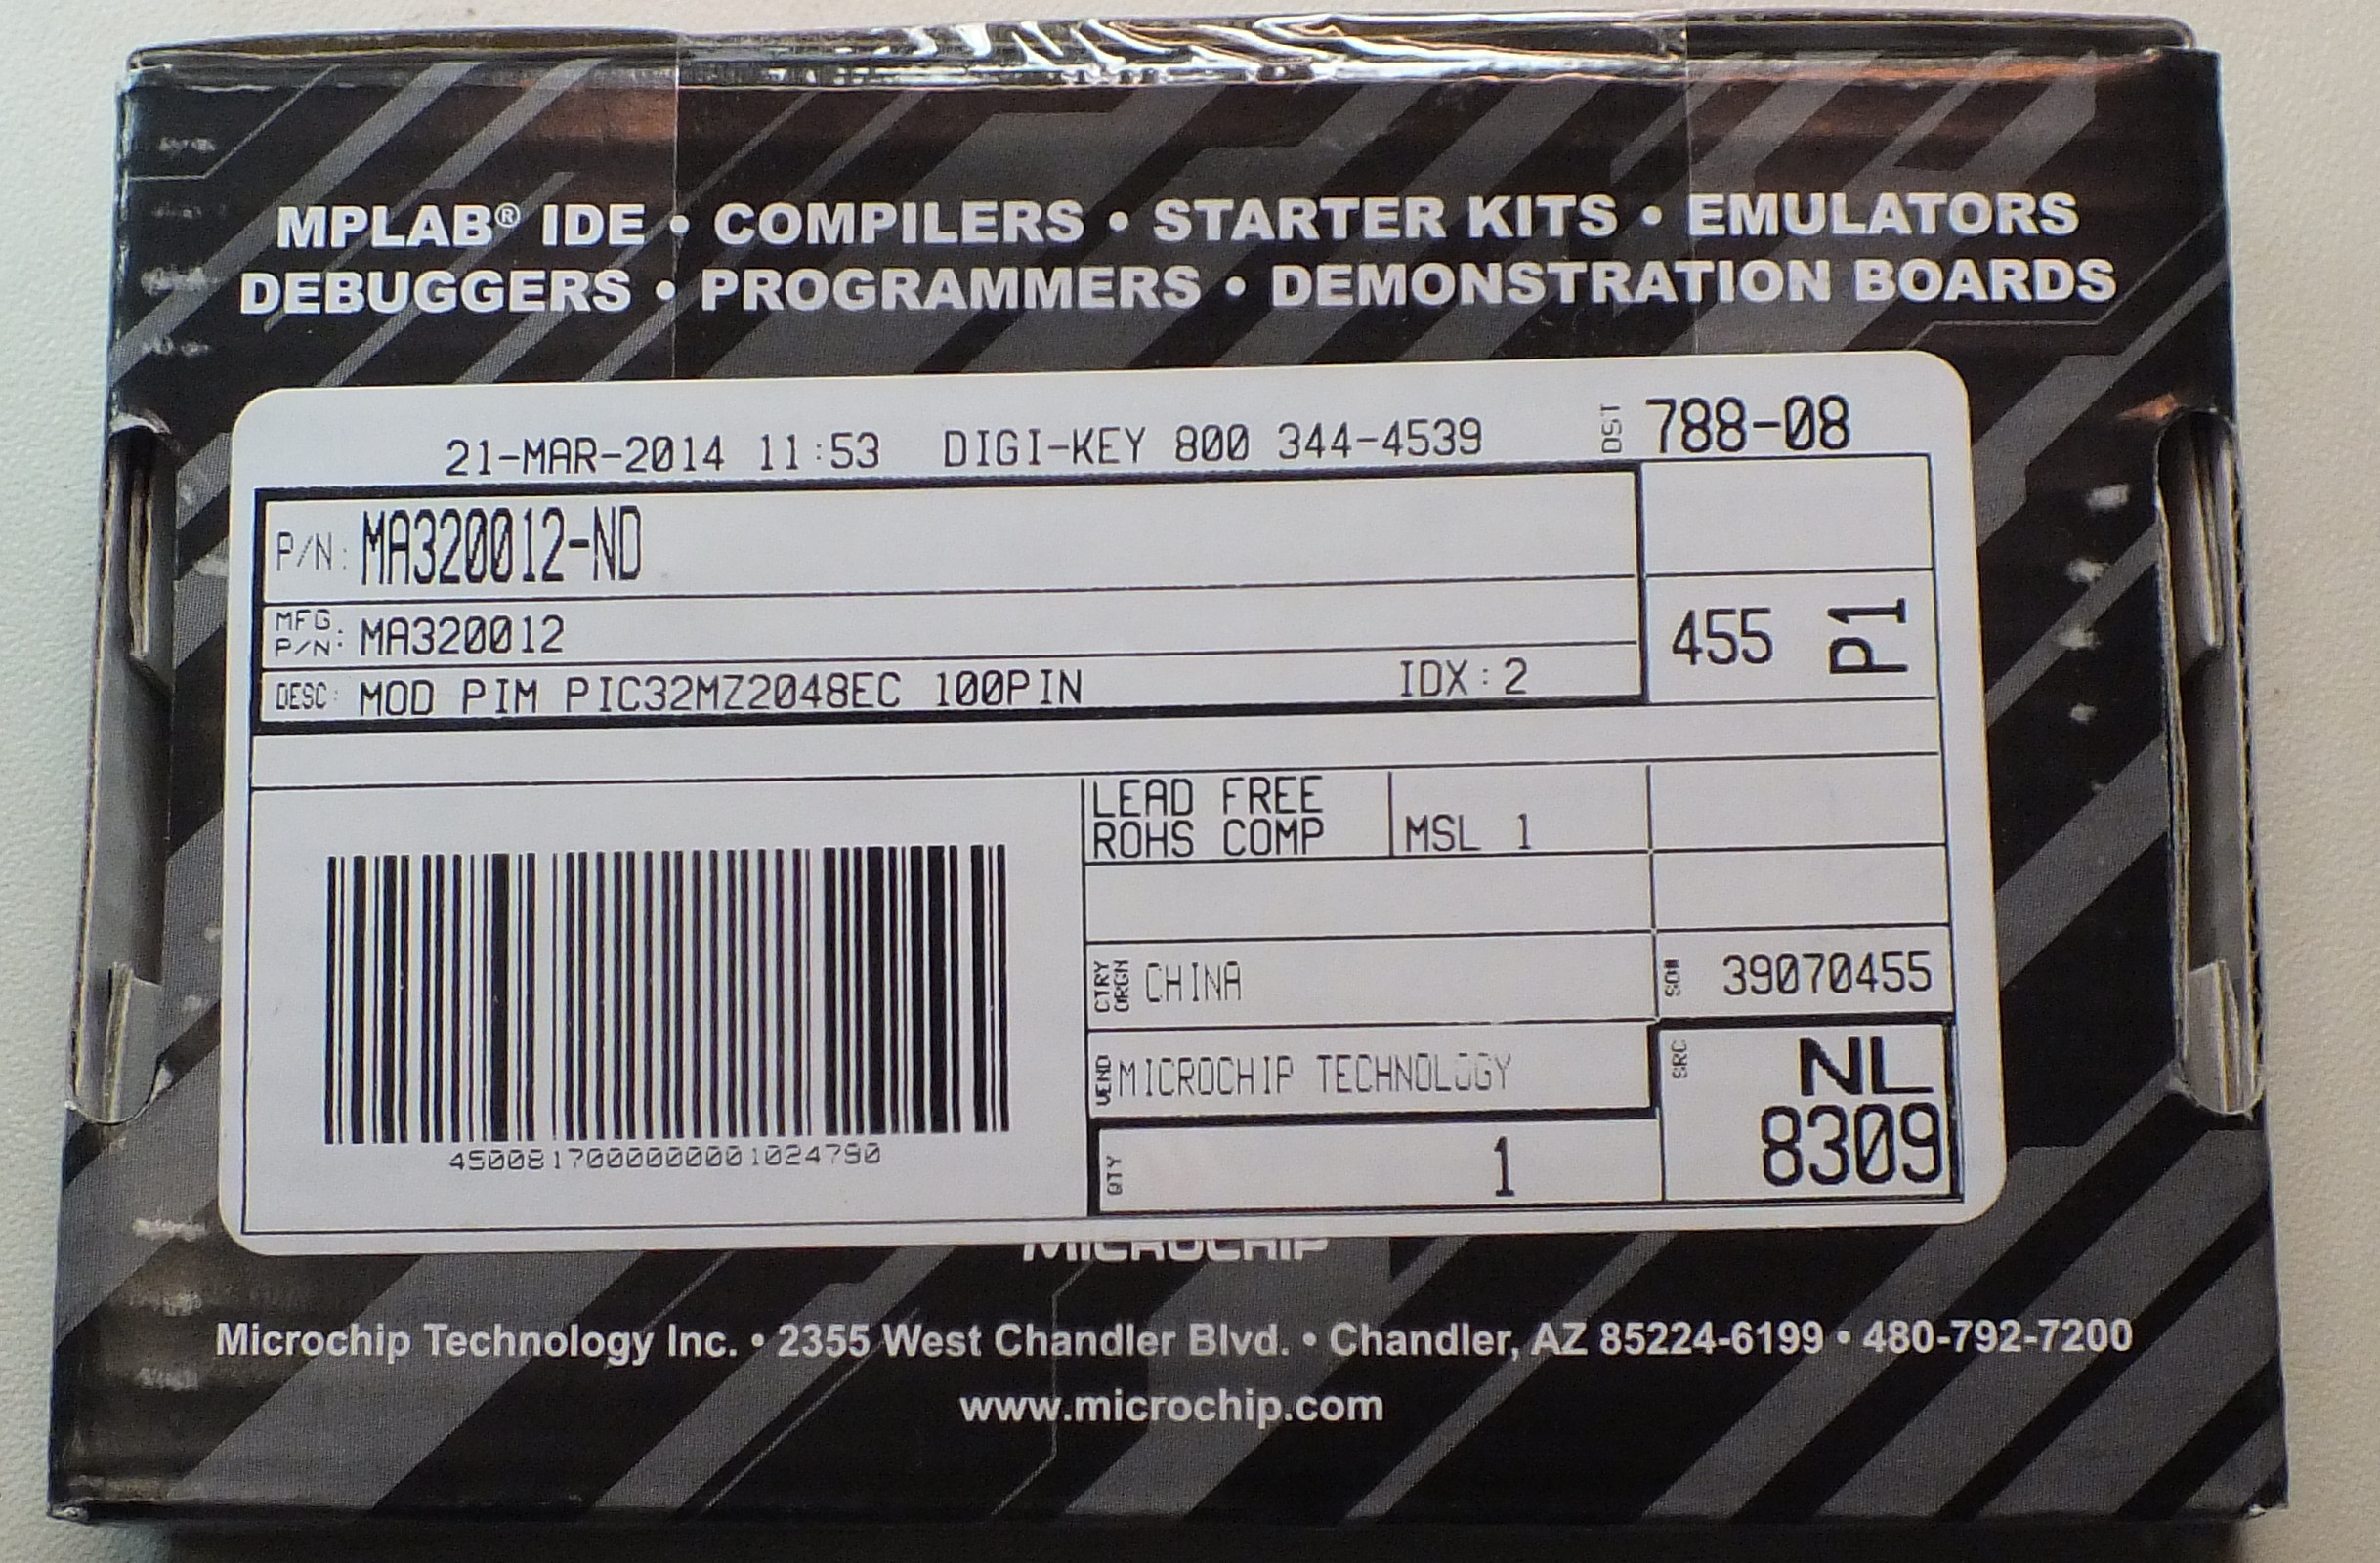 MPLAB® IDE • COMPILERS • STARTER KITS • EMULATORS
DEBUGGERS • PROGRAMMERS • DEMONSTRATION BOARDS
21-MAR-2014 11:53 DIGI-KEY 800 344-4539 DST 788-08
P/N: MA320012-ND
MFG. P/N: MA320012
455 P1
DESC: MOD PIM PIC32MZ2048EC 100PIN IDX:2
LEAD FREE
ROHS COMP MSL 1
CTRY ORGN CHINA SO# 39070455
VEND MICROCHIP TECHNOLOGY SRC NL
8309
QTY 1
4500817000000001024790
MICROCHIP
Microchip Technology Inc. • 2355 West Chandler Blvd. • Chandler, AZ 85224-6199 • 480-792-7200
www.microchip.com